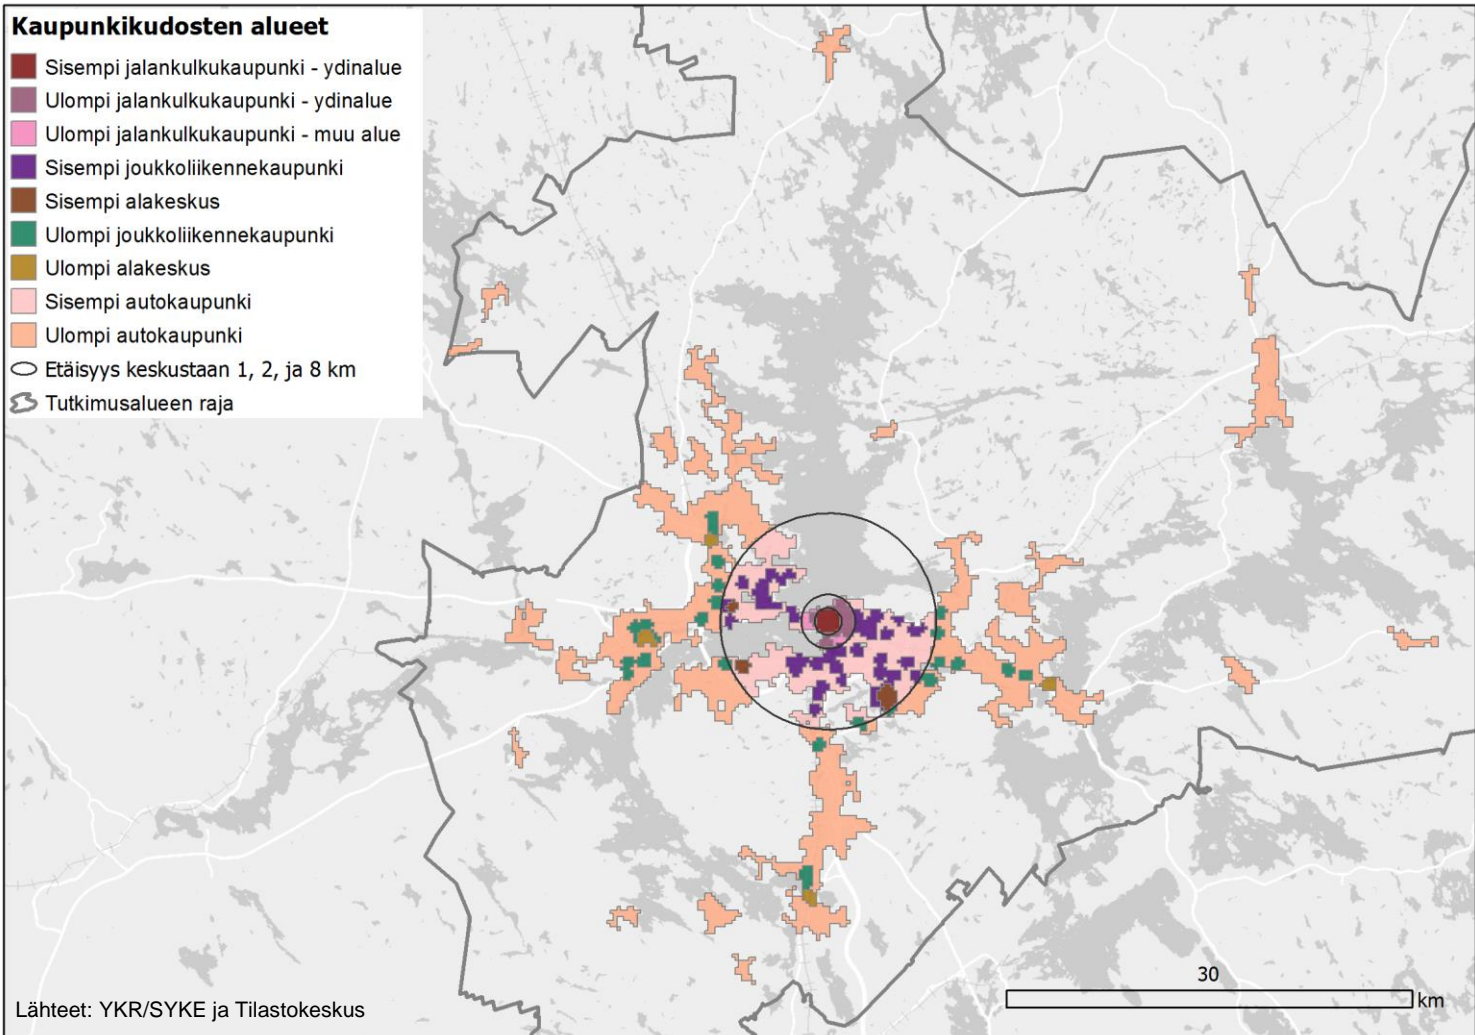 Kaupunkikudosten alueet
Sisempi jalankulkukaupunki - ydinalue
Ulompi jalankulkukaupunki - ydinalue
Ulompi jalankulkukaupunki - muu alue
Sisempi joukkoliikennekaupunki
Sisempi alakeskus
Ulompi joukkoliikennekaupunki
Ulompi alakeskus
Sisempi autokaupunki
Ulompi autokaupunki
Etäisyys keskustaan 1, 2, ja 8 km
Tutkimusalueen raja
30
km
Lähteet: YKR/SYKE ja Tilastokeskus